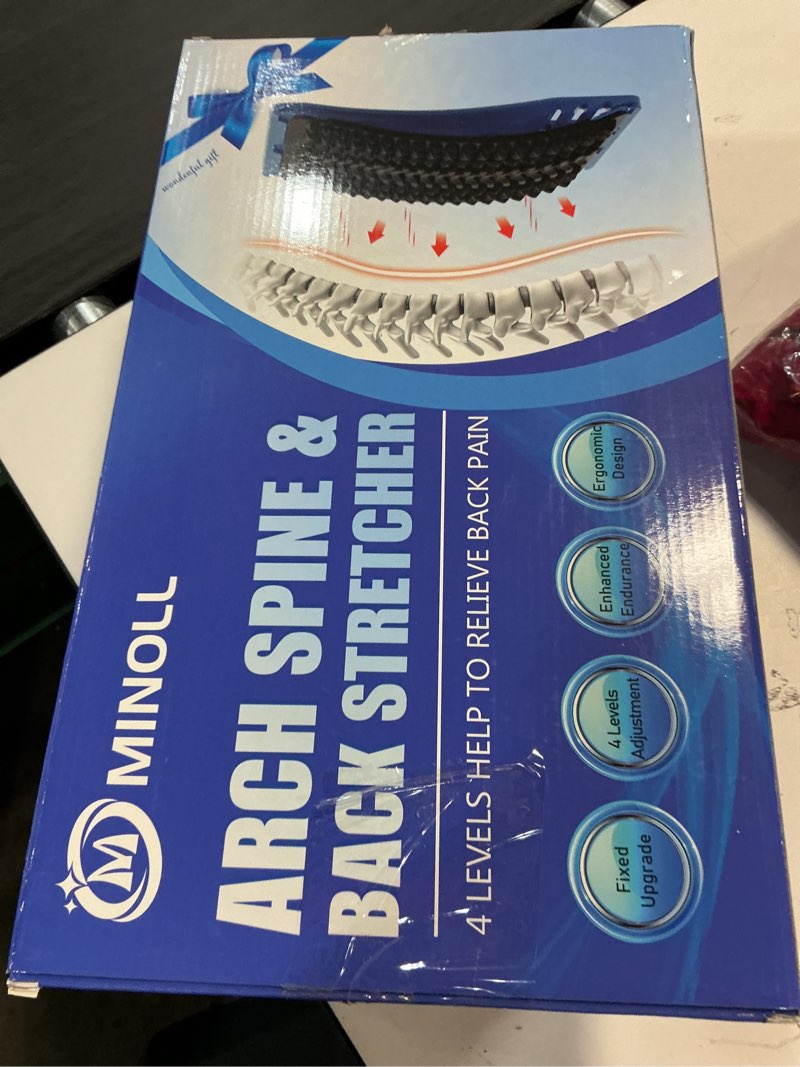 wonderful gift
M MINOLL
ARCH SPINE &
BACK STRETCHER
4 LEVELS HELP TO RELIEVE BACK PAIN
Fixed
Upgrade
4 Levels
Adjustment
Enhanced
Endurance
Ergonomic
Design